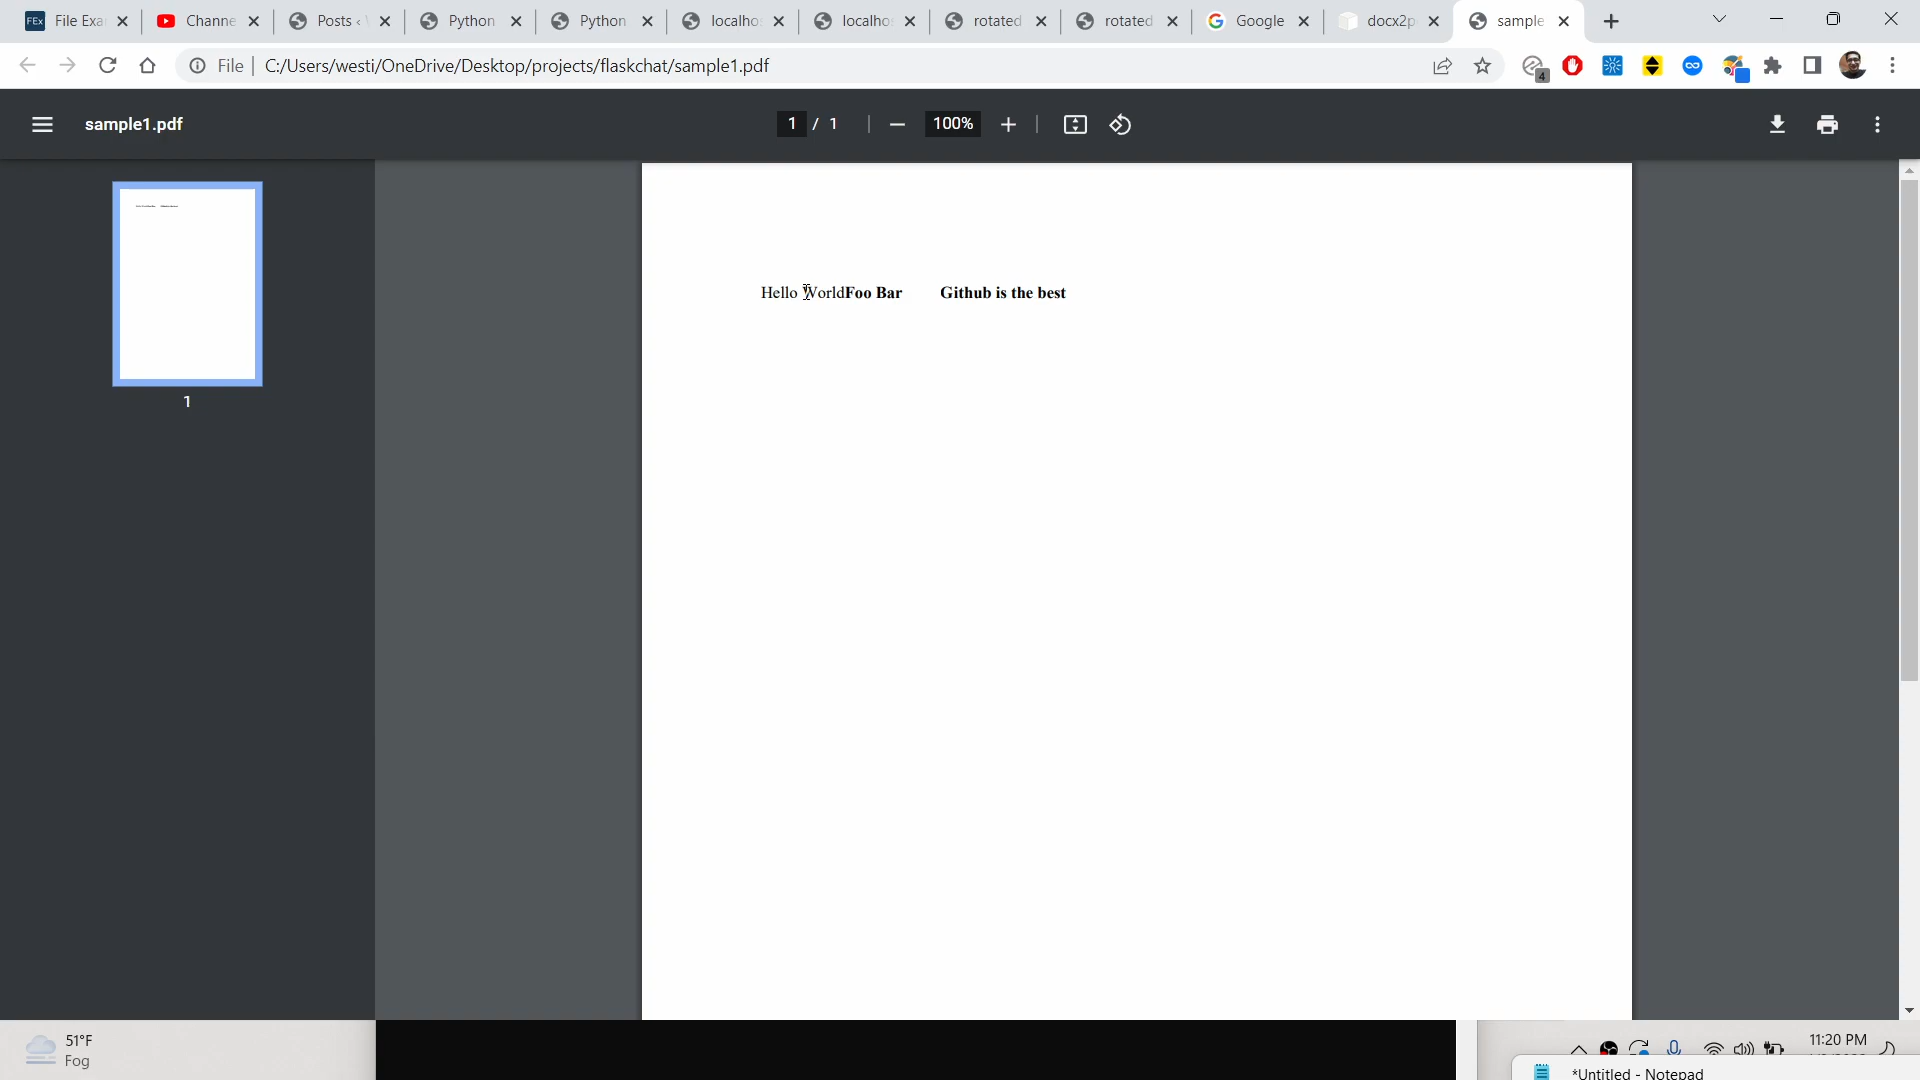 FEx File Exa
Channe
Posts ‹
Python
Python
localho
localho
rotated
rotated
Google
docx2p
sample
File C:/Users/westi/OneDrive/Desktop/projects/flaskchat/sample1.pdf
4
sample1.pdf
1 / 1
100%
1
Hello WorldFoo Bar Github is the best
51°F
Fog
11:20 PM
*Untitled - Notepad